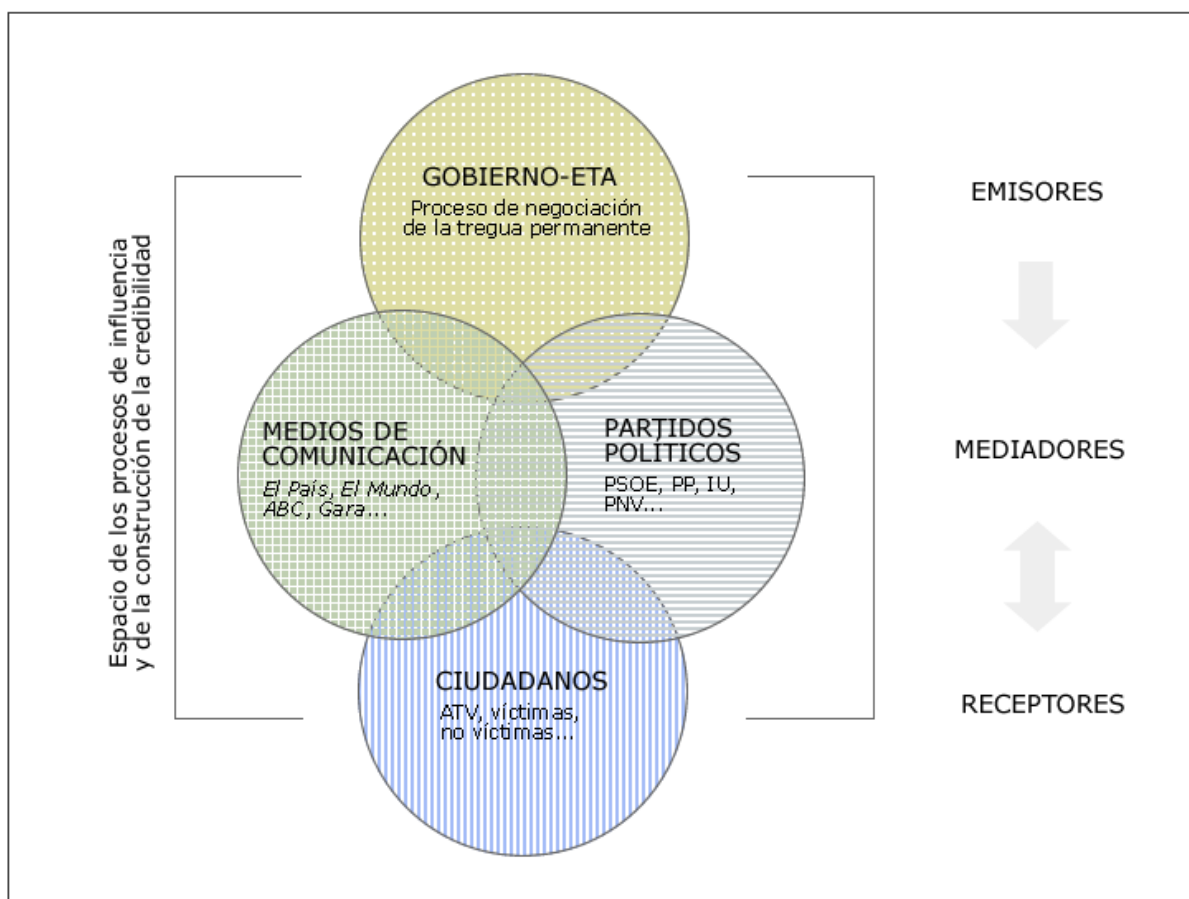 Espacio de los procesos de influencia
y de la construcción de la credibilidad
GOBIERNO-ETA
Proceso de negociación
de la tregua permanente
MEDIOS DE
COMUNICACIÓN
El País, El Mundo,
ABC, Gara...
PARTIDOS
POLÍTICOS
PSOE, PP, IU,
PNV...
CIUDADANOS
ATV, víctimas,
no víctimas...
EMISORES
MEDIADORES
RECEPTORES